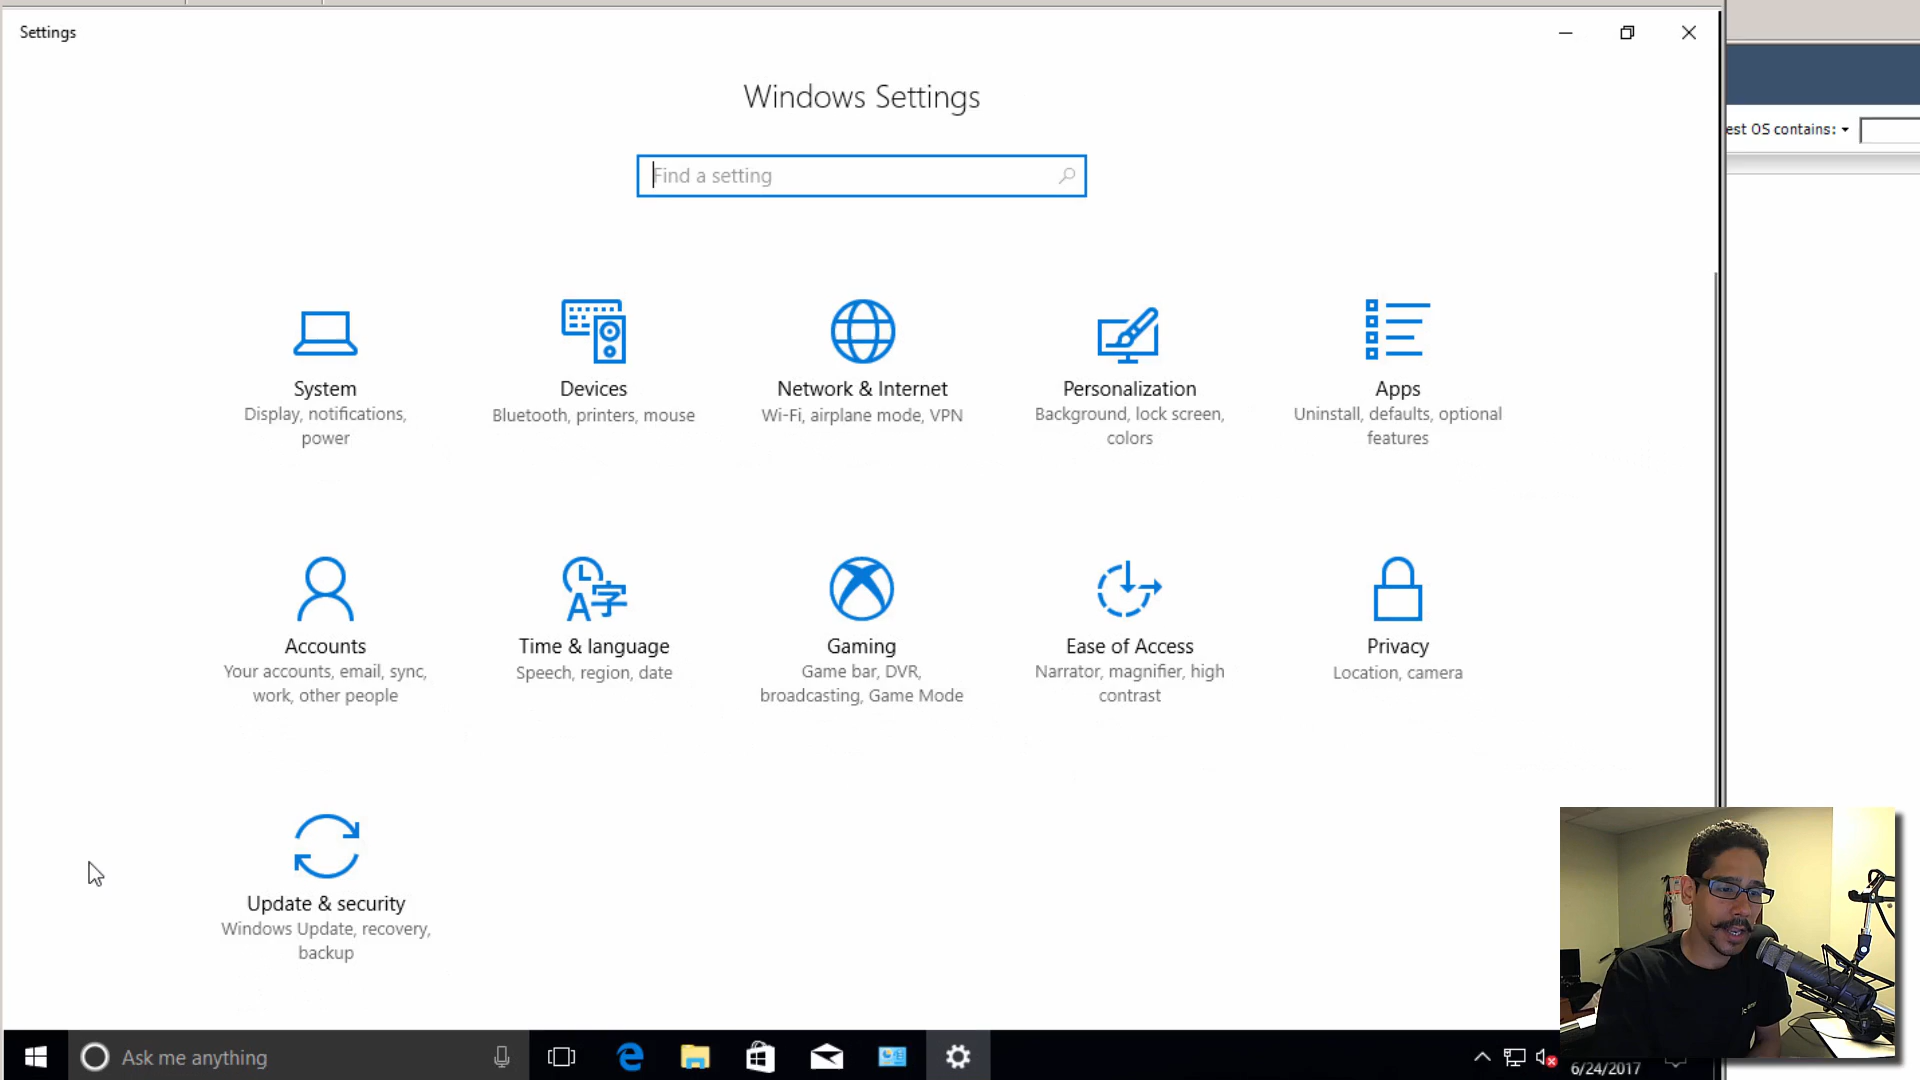 Settings
Windows Settings
Find a setting
est OS contains:
System
Display, notifications,
power
Devices
Bluetooth, printers, mouse
Network & Internet
Wi-Fi, airplane mode, VPN
Personalization
Background, lock screen,
colors
Apps
Uninstall, defaults, optional
features
Accounts
Your accounts, email, sync,
work, other people
Time & language
Speech, region, date
Gaming
Game bar, DVR,
broadcasting, Game Mode
Ease of Access
Narrator, magnifier, high
contrast
Privacy
Location, camera
Update & security
Windows Update, recovery,
backup
Ask me anything
6/24/2017